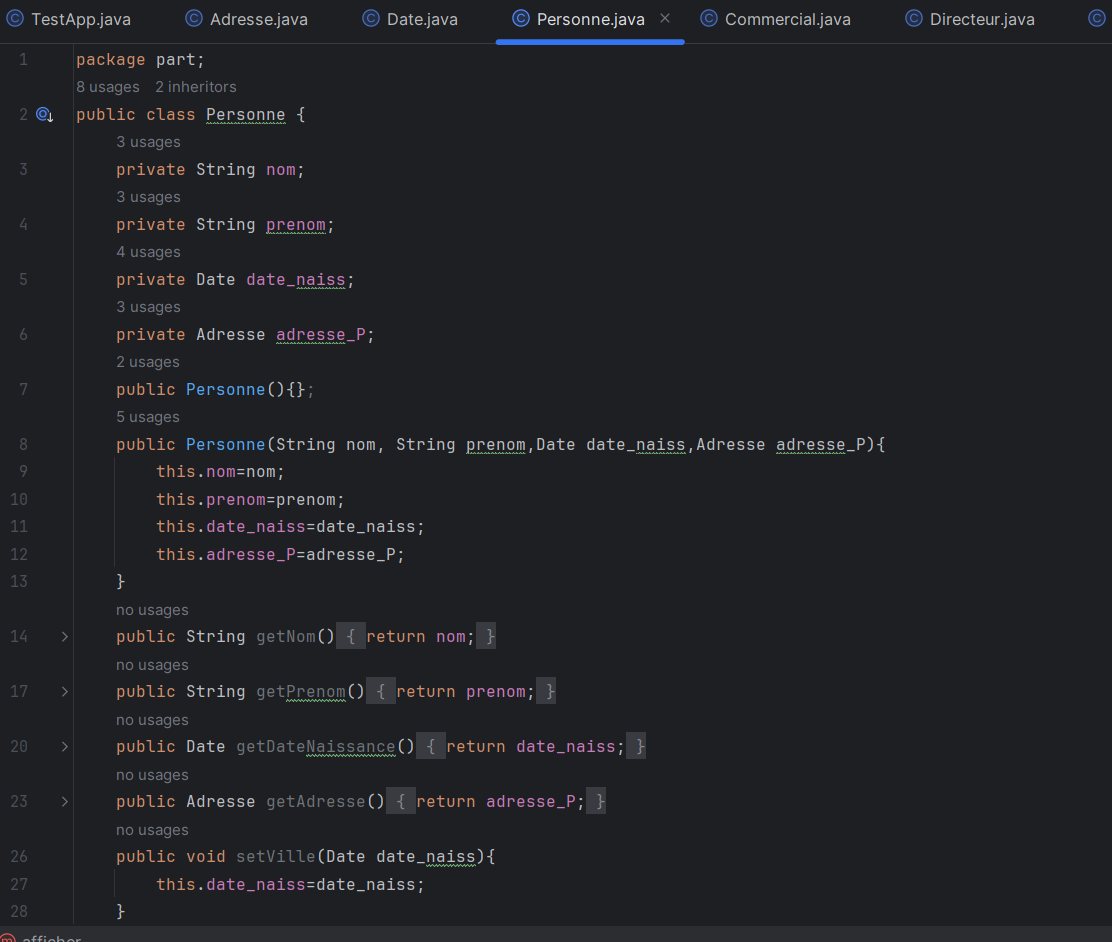 TestApp.java Adresse.java Date.java Personne.java Commercial.java Directeur.java
1 package part;
8 usages 2 inheritors
2 public class Personne {
3 usages
3 private String nom;
3 usages
4 private String prenom;
4 usages
5 private Date date_naiss;
3 usages
6 private Adresse adresse_P;
2 usages
7 public Personne(){};
5 usages
8 public Personne(String nom, String prenom,Date date_naiss,Adresse adresse_P){
9 this.nom=nom;
10 this.prenom=prenom;
11 this.date_naiss=date_naiss;
12 this.adresse_P=adresse_P;
13 }
no usages
14 public String getNom() { return nom; }
no usages
17 public String getPrenom() { return prenom; }
no usages
20 public Date getDateNaissance() { return date_naiss; }
no usages
23 public Adresse getAdresse() { return adresse_P; }
no usages
26 public void setVille(Date date_naiss){
27 this.date_naiss=date_naiss;
28 }
afficher